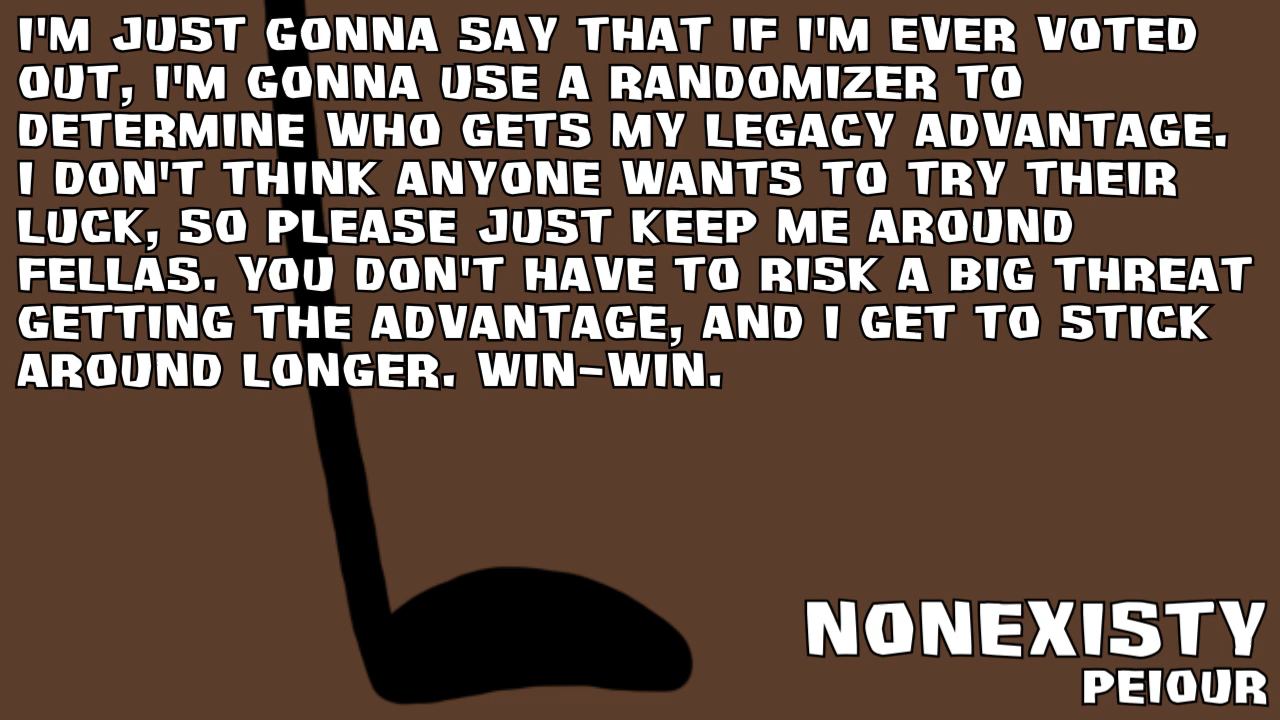 I'M JUST GONNA SAY THAT IF I'M EVER VOTED
OUT, I'M GONNA USE A RANDOMIZER TO
DETERMINE WHO GETS MY LEGACY ADVANTAGE.
I DON'T THINK ANYONE WANTS TO TRY THEIR
LUCK, SO PLEASE JUST KEEP ME AROUND
FELLAS. YOU DON'T HAVE TO RISK A BIG THREAT
GETTING THE ADVANTAGE, AND I GET TO STICK
AROUND LONGER. WIN-WIN.
NONEXISTY
PEIOUR